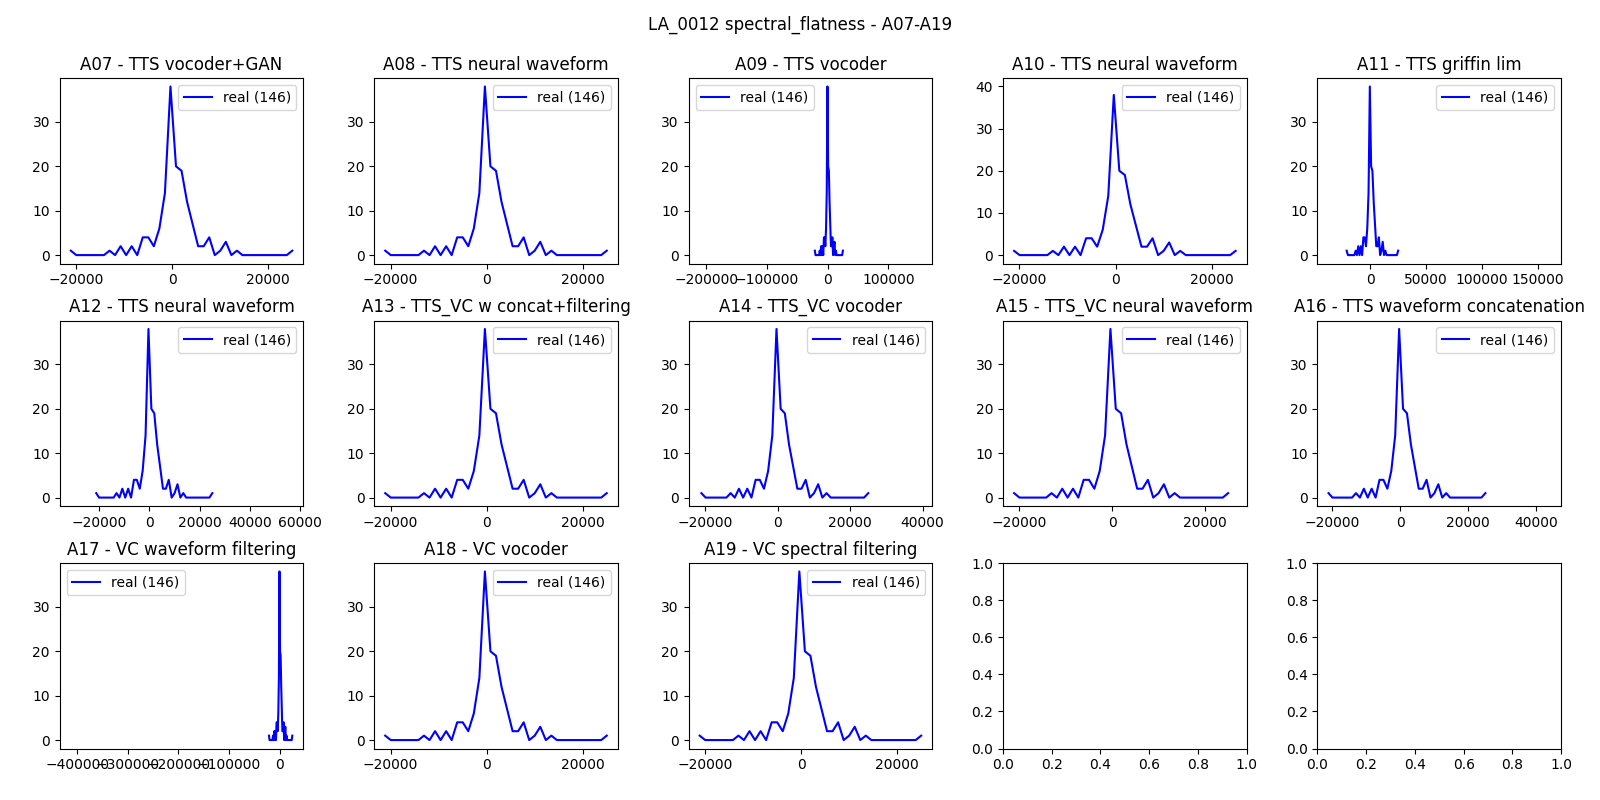 LA_0012 spectral_flatness - A07-A19
A07 - TTS vocoder+GAN
A08 - TTS neural waveform
A09 - TTS vocoder
A10 - TTS neural waveform
A11 - TTS griffin lim
real (146)
real (146)
real (146)
real (146)
real (146)
30
20
10
0
30
20
10
0
30
20
10
0
40
30
20
10
0
30
20
10
0
−20000 0 20000
−20000 0 20000
−200000 −100000 0 100000
−20000 0 20000
0 50000 100000 150000
A12 - TTS neural waveform
A13 - TTS_VC w concat+filtering
A14 - TTS_VC vocoder
A15 - TTS_VC neural waveform
A16 - TTS waveform concatenation
real (146)
real (146)
real (146)
real (146)
real (146)
30
20
10
0
30
20
10
0
30
20
10
0
30
20
10
0
30
20
10
0
−20000 0 20000 40000 60000
−20000 0 20000
−20000 0 20000 40000
−20000 0 20000
−20000 0 20000 40000
A17 - VC waveform filtering
A18 - VC vocoder
A19 - VC spectral filtering
real (146)
real (146)
real (146)
30
20
10
0
30
20
10
0
30
20
10
0
1.0
0.8
0.6
0.4
0.2
0.0
1.0
0.8
0.6
0.4
0.2
0.0
−400000 −300000 −200000 −100000 0
−20000 0 20000
−20000 0 20000
0.0 0.2 0.4 0.6 0.8 1.0
0.0 0.2 0.4 0.6 0.8 1.0